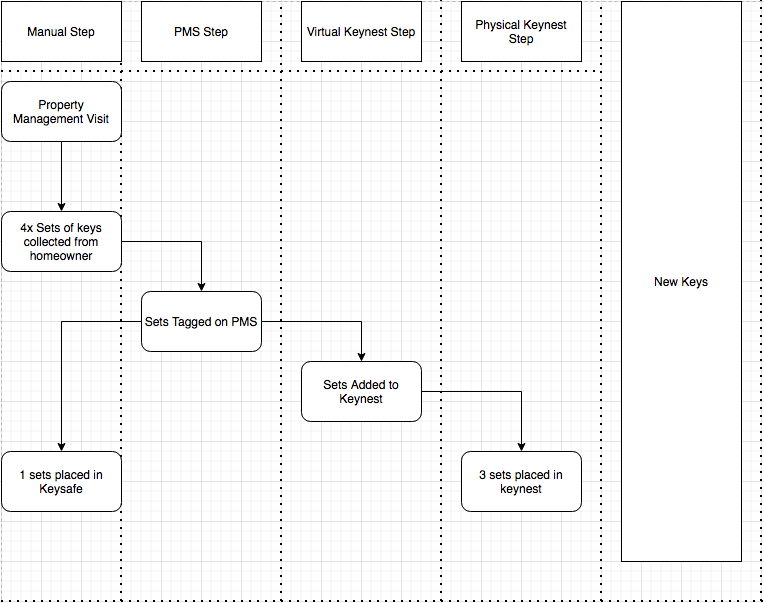 Manual Step
PMS Step
Virtual Keynest Step
Physical Keynest
Step
Property
Management Visit
4x Sets of keys
collected from
homeowner
New Keys
Sets Tagged on PMS
Sets Added to
Keynest
1 sets placed in
Keysafe
3 sets placed in
keynest